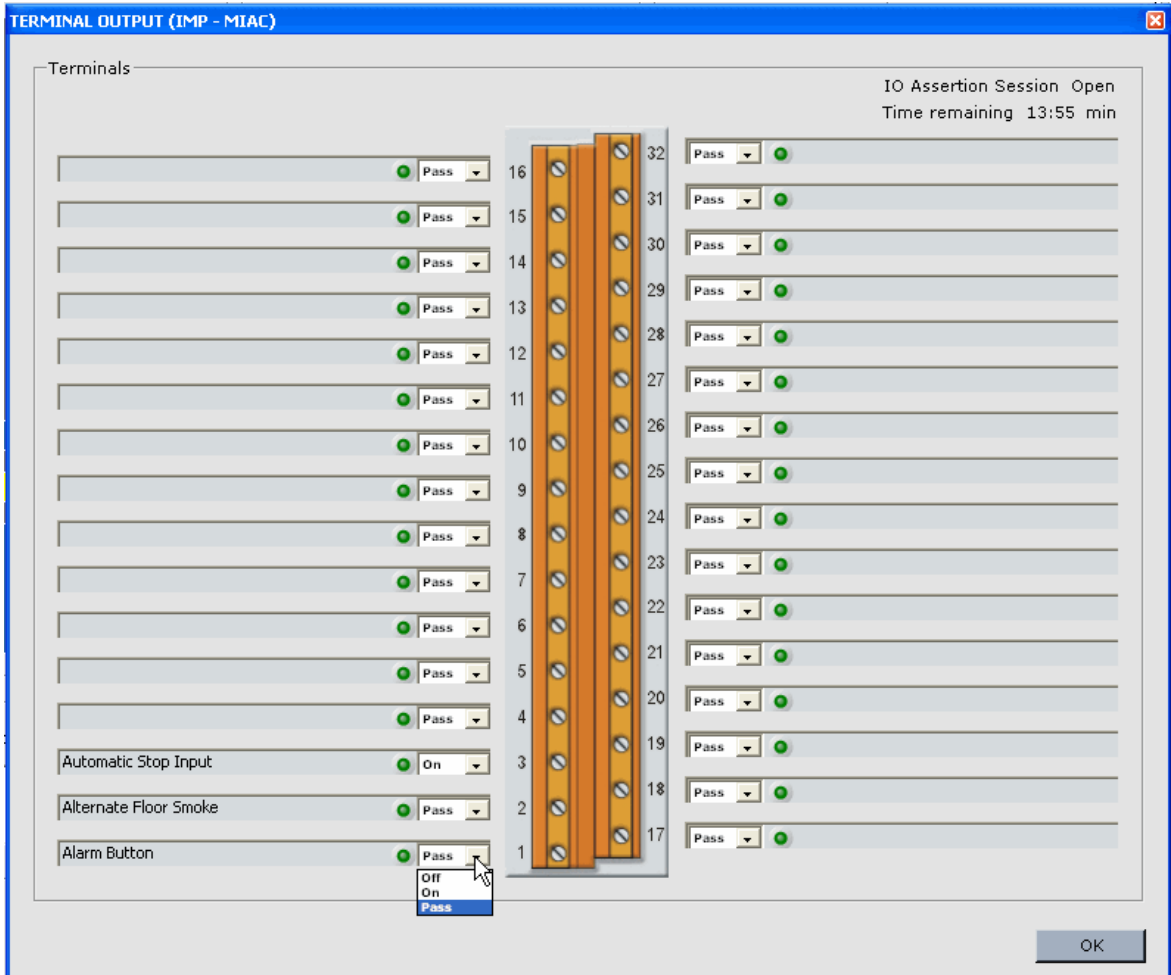 TERMINAL OUTPUT (IMP - MIAC)
Terminals
IO Assertion Session Open
Time remaining 13:55 min
Pass 16 32 Pass
Pass 15 31 Pass
Pass 14 30 Pass
Pass 13 29 Pass
Pass 12 28 Pass
Pass 11 27 Pass
Pass 10 26 Pass
Pass 9 25 Pass
Pass 8 24 Pass
Pass 7 23 Pass
Pass 6 22 Pass
Pass 5 21 Pass
Pass 4 20 Pass
Automatic Stop Input On 3 19 Pass
Alternate Floor Smoke Pass 2 18 Pass
Alarm Button Pass 1 17 Pass
Off
On
Pass
OK